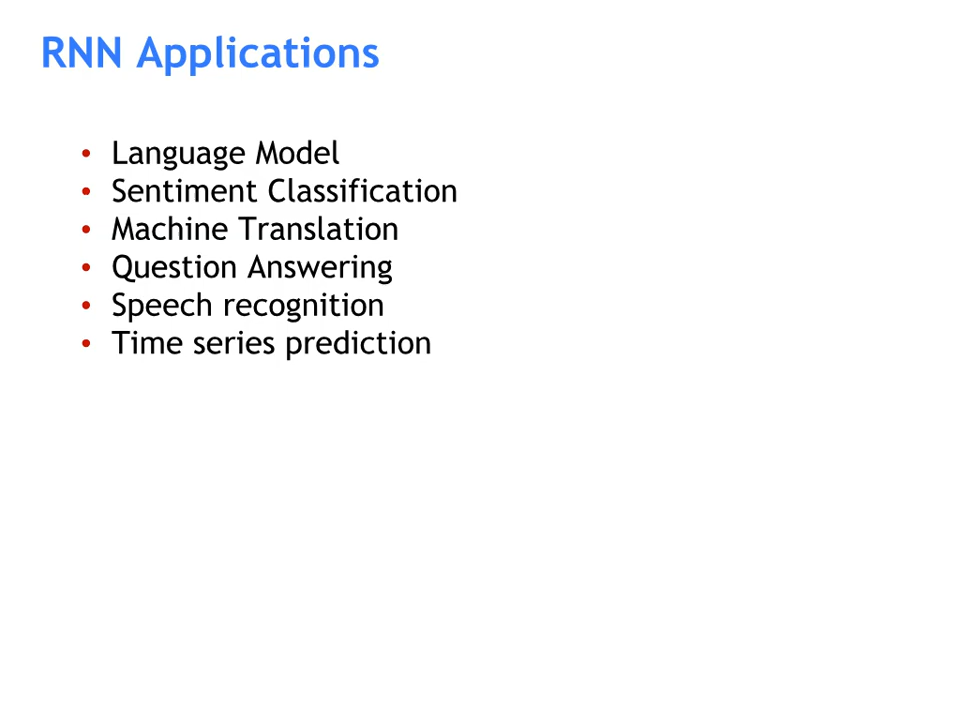 RNN Applications
• Language Model
• Sentiment Classification
• Machine Translation
• Question Answering
• Speech recognition
• Time series prediction